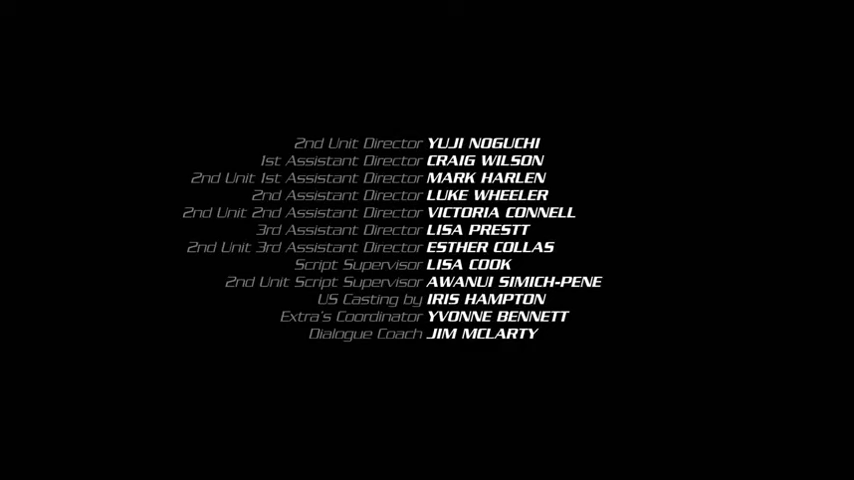 2nd Unit Director YUJI NOGUCHI
1st Assistant Director CRAIG WILSON
2nd Unit 1st Assistant Director MARK HARLEN
2nd Assistant Director LUKE WHEELER
2nd Unit 2nd Assistant Director VICTORIA CONNELL
3rd Assistant Director LISA PRESTT
2nd Unit 3rd Assistant Director ESTHER COLLAS
Script Supervisor LISA COOK
2nd Unit Script Supervisor AWANUI SIMICH-PENE
US Casting by IRIS HAMPTON
Extra's Coordinator YVONNE BENNETT
Dialogue Coach JIM MCLARTY